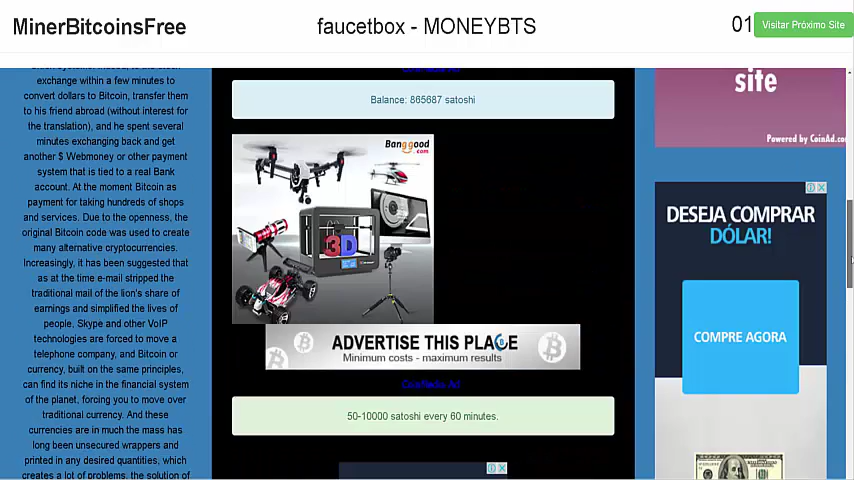 MinerBitcoinsFree
faucetbox - MONEYBTS
01
Visitar Próximo Site
exchange within a few minutes to
convert dollars to Bitcoin, transfer them
to his friend abroad (without interest for
the translation), and he spent several
minutes exchanging back and get
another $ Webmoney or other payment
system that is tied to a real Bank
account. At the moment Bitcoin as
payment for taking hundreds of shops
and services. Due to the openness, the
original Bitcoin code was used to create
many alternative cryptocurrencies.
Increasingly, it has been suggested that
as at the time e-mail stripped the
traditional mail of the lion's share of
earnings and simplified the lives of
people, Skype and other VoIP
technologies are forced to move a
telephone company, and Bitcoin or
currency, built on the same principles,
can find its niche in the financial system
of the planet, forcing you to move over
traditional currency. And these
currencies are in much the mass has
long been unsecured wrappers and
printed in any desired quantities, which
creates a lot of problems, the solution of
Balance: 865687 satoshi
Banggood
.com
3D
ADVERTISE THIS PLACE
Minimum costs - maximum results
CoinMedia Ad
50-10000 satoshi every 60 minutes.
site
Powered by CoinAd.co
DESEJA COMPRAR
DÓLAR!
COMPRE AGORA